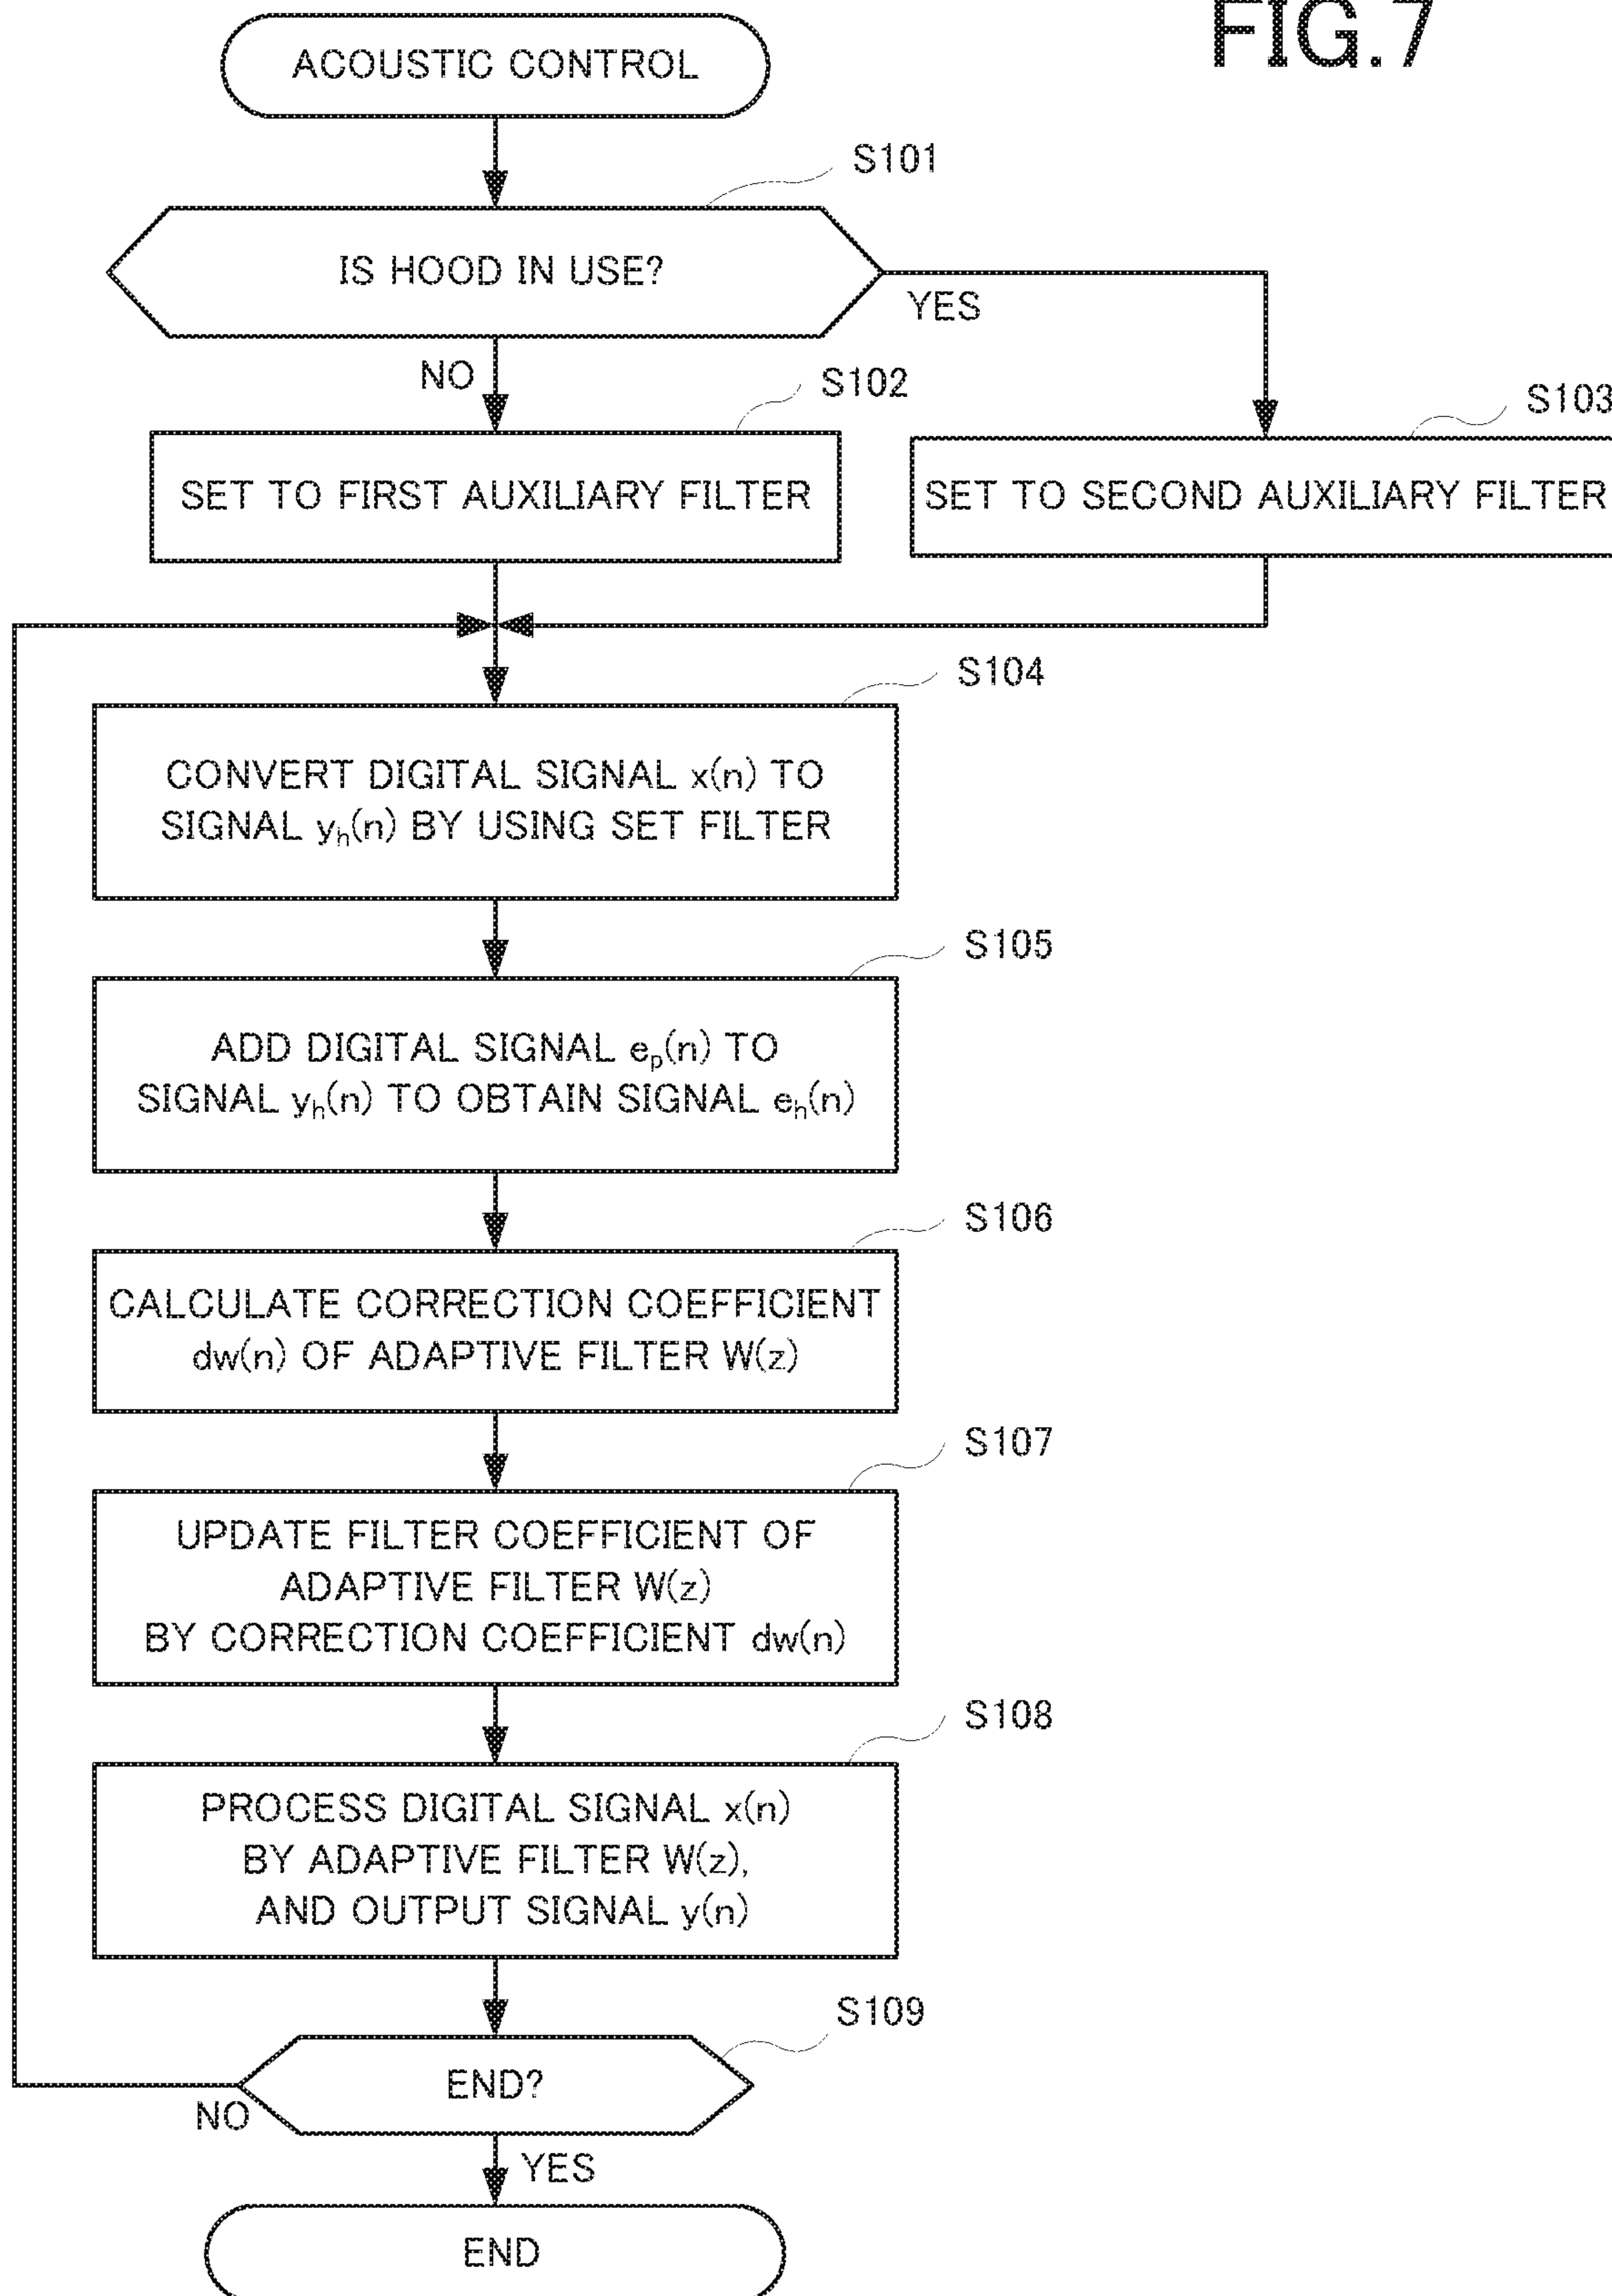 FIG.7
ACOUSTIC CONTROL
S101
IS HOOD IN USE?
YES
NO
S102
S103
SET TO FIRST AUXILIARY FILTER
SET TO SECOND AUXILIARY FILTER
S104
CONVERT DIGITAL SIGNAL x(n) TO
SIGNAL yh(n) BY USING SET FILTER
S105
ADD DIGITAL SIGNAL ep(n) TO
SIGNAL yh(n) TO OBTAIN SIGNAL eh(n)
S106
CALCULATE CORRECTION COEFFICIENT
dw(n) OF ADAPTIVE FILTER W(z)
S107
UPDATE FILTER COEFFICIENT OF
ADAPTIVE FILTER W(z)
BY CORRECTION COEFFICIENT dw(n)
S108
PROCESS DIGITAL SIGNAL x(n)
BY ADAPTIVE FILTER W(z),
AND OUTPUT SIGNAL y(n)
S109
END?
NO
YES
END